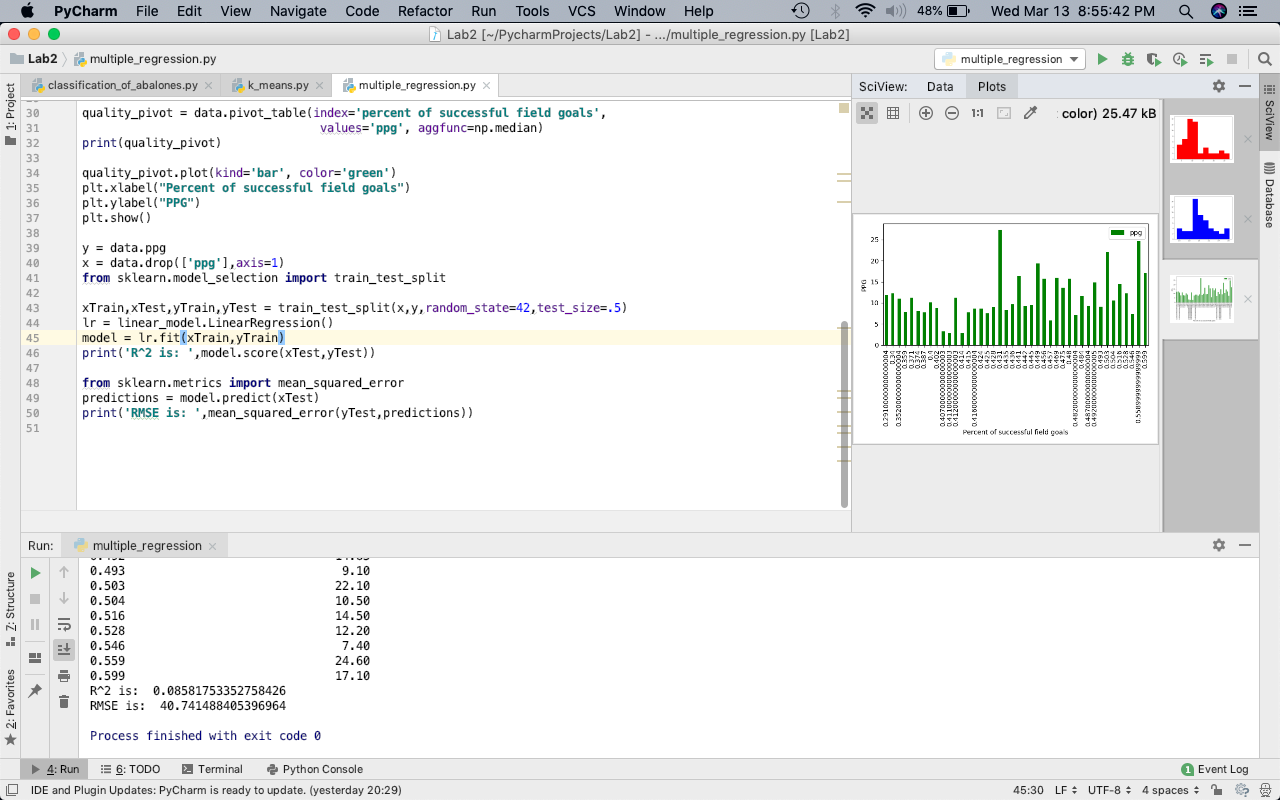 PyCharm File Edit View Navigate Code Refactor Run Tools VCS Window Help 48% Wed Mar 13 8:55:42 PM
Lab2 [~/PycharmProjects/Lab2] - .../multiple_regression.py [Lab2]
Lab2 multiple_regression.py multiple_regression
classification_of_abalones.py k_means.py multiple_regression.py
SciView: Data Plots
1:1 color) 25.47 kB
1: Project
SciView
Database
30 quality_pivot = data.pivot_table(index='percent of successful field goals',
31 values='ppg', aggfunc=np.median)
32 print(quality_pivot)
33
34 quality_pivot.plot(kind='bar', color='green')
35 plt.xlabel("Percent of successful field goals")
36 plt.ylabel("PPG")
37 plt.show()
38
39 y = data.ppg
40 x = data.drop(['ppg'],axis=1)
41 from sklearn.model_selection import train_test_split
42
43 xTrain,xTest,yTrain,yTest = train_test_split(x,y,random_state=42,test_size=.5)
44 lr = linear_model.LinearRegression()
45 model = lr.fit(xTrain,yTrain)
46 print('R^2 is: ',model.score(xTest,yTest))
47
48 from sklearn.metrics import mean_squared_error
49 predictions = model.predict(xTest)
50 print('RMSE is: ',mean_squared_error(yTest,predictions))
51
ppg
PPG
25
20
15
10
5
0
Percent of successful field goals
Run: multiple_regression
0.493 9.10
0.503 22.10
0.504 10.50
0.516 14.50
0.528 12.20
0.546 7.40
0.559 24.60
0.599 17.10
R^2 is: 0.08581753352758426
RMSE is: 40.741488405396964
Process finished with exit code 0
Z: Structure
2: Favorites
4: Run 6: TODO Terminal Python Console 1 Event Log
IDE and Plugin Updates: PyCharm is ready to update. (yesterday 20:29) 45:30 LF UTF-8 4 spaces